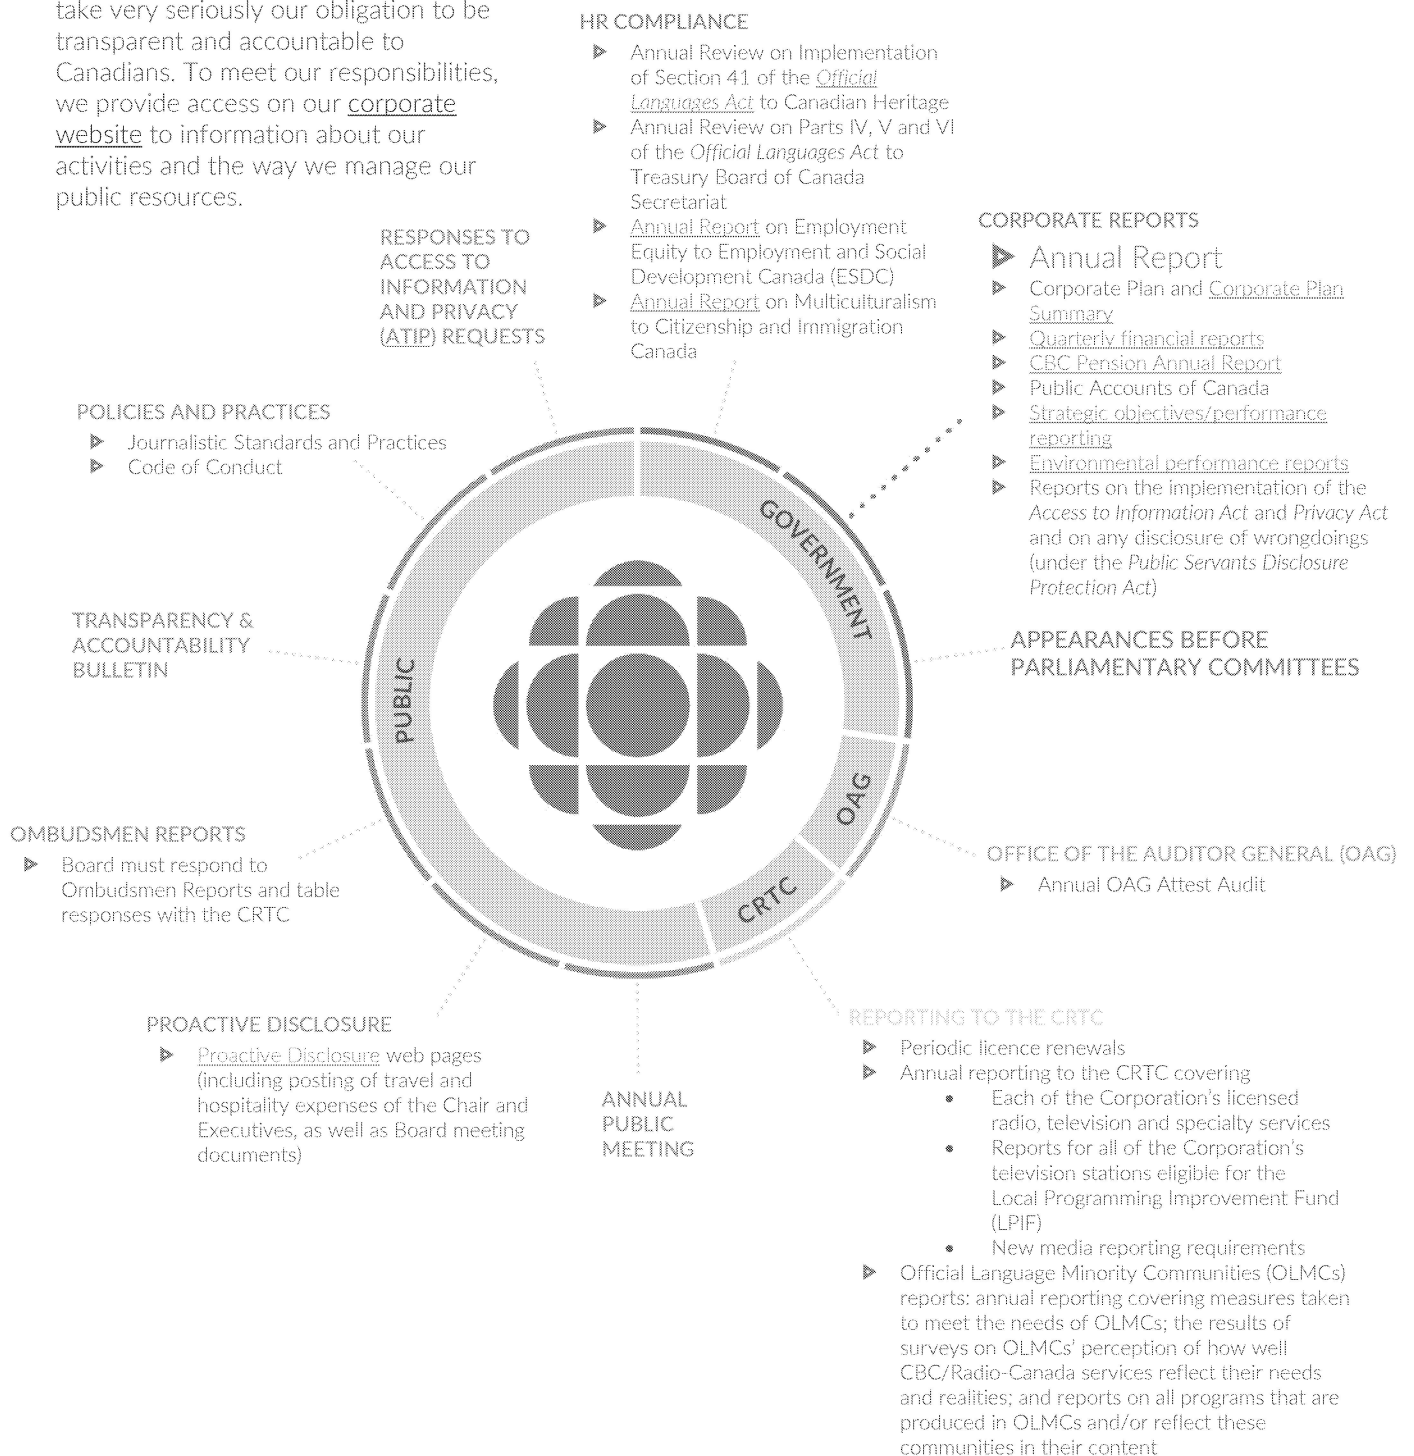 take very seriously our obligation to be
transparent and accountable to
Canadians. To meet our responsibilities,
we provide access on our corporate
website to information about our
activities and the way we manage our
public resources.
HR COMPLIANCE
Annual Review on Implementation
of Section 41 of the Official
Languages Act to Canadian Heritage
Annual Review on Parts IV, V and VI
of the Official Languages Act to
Treasury Board of Canada
Secretariat
Annual Report on Employment
Equity to Employment and Social
Development Canada (ESDC)
Annual Report on Multiculturalism
to Citizenship and Immigration
Canada
CORPORATE REPORTS
Annual Report
Corporate Plan and Corporate Plan
Summary
Quarterly financial reports
CBC Pension Annual Report
Public Accounts of Canada
Strategic objectives/performance
reporting
Environmental performance reports
Reports on the implementation of the
Access to Information Act and Privacy Act
and on any disclosure of wrongdoings
(under the Public Servants Disclosure
Protection Act)
RESPONSES TO
ACCESS TO
INFORMATION
AND PRIVACY
(ATIP) REQUESTS
POLICIES AND PRACTICES
Journalistic Standards and Practices
Code of Conduct
GOVERNMENT
TRANSPARENCY &
ACCOUNTABILITY
BULLETIN
PUBLIC
APPEARANCES BEFORE
PARLIAMENTARY COMMITTEES
OAG
CRTC
OMBUDSMEN REPORTS
Board must respond to
Ombudsmen Reports and table
responses with the CRTC
OFFICE OF THE AUDITOR GENERAL (OAG)
Annual OAG Attest Audit
PROACTIVE DISCLOSURE
Proactive Disclosure web pages
(including posting of travel and
hospitality expenses of the Chair and
Executives, as well as Board meeting
documents)
ANNUAL
PUBLIC
MEETING
REPORTING TO THE CRTC
Periodic licence renewals
Annual reporting to the CRTC covering
• Each of the Corporation's licensed
radio, television and specialty services
• Reports for all of the Corporation's
television stations eligible for the
Local Programming Improvement Fund
(LPIF)
• New media reporting requirements
Official Language Minority Communities (OLMCs)
reports: annual reporting covering measures taken
to meet the needs of OLMCs; the results of
surveys on OLMCs' perception of how well
CBC/Radio-Canada services reflect their needs
and realities; and reports on all programs that are
produced in OLMCs and/or reflect these
communities in their content